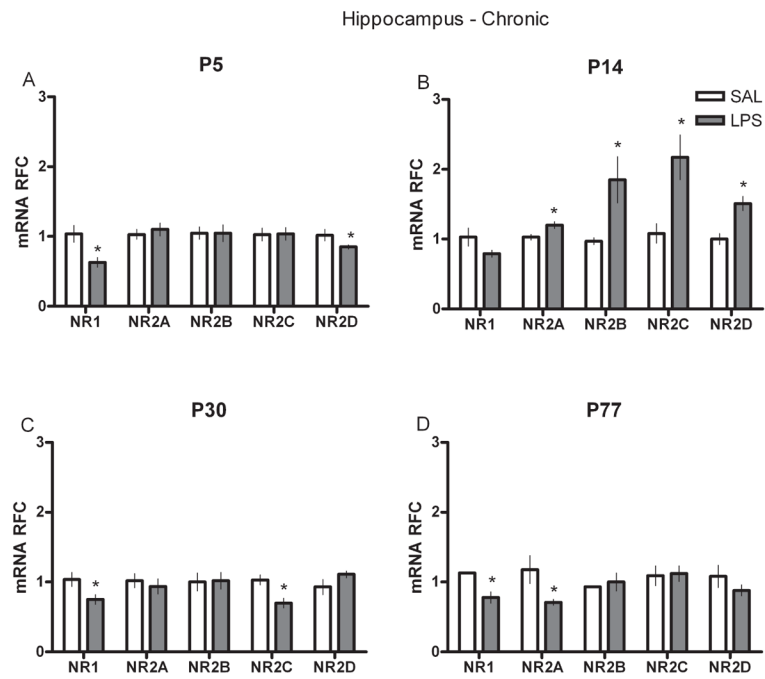 Hippocampus - Chronic
A
P5
mRNA RFC
3
2
1
0
NR1 NR2A NR2B NR2C NR2D
*
*
B
P14
SAL
LPS
mRNA RFC
3
2
1
0
NR1 NR2A NR2B NR2C NR2D
*
*
*
*
C
P30
mRNA RFC
3
2
1
0
NR1 NR2A NR2B NR2C NR2D
*
*
D
P77
mRNA RFC
3
2
1
0
NR1 NR2A NR2B NR2C NR2D
*
*